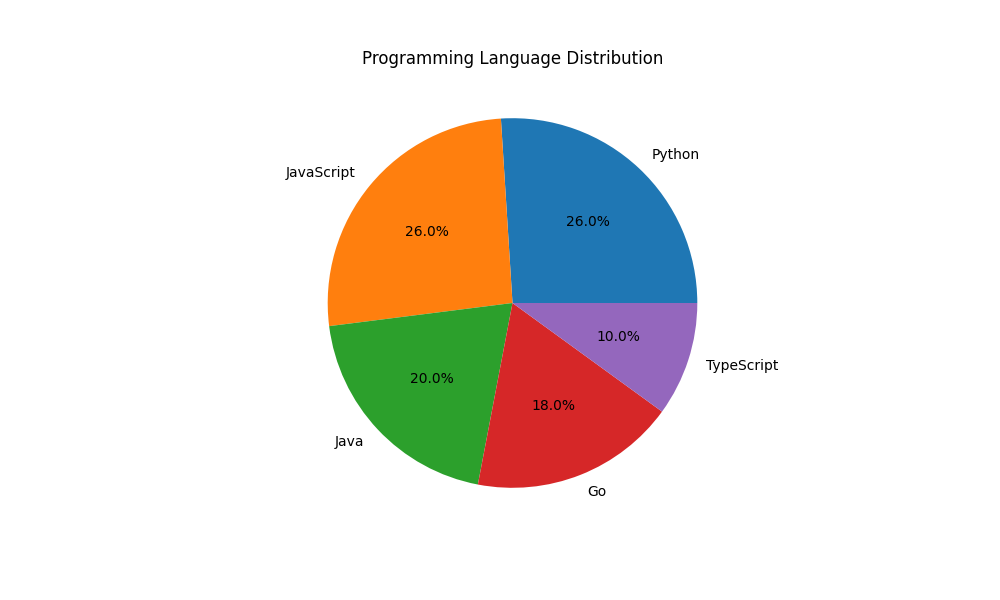 Programming Language Distribution
Python
JavaScript
26.0%
26.0%
10.0%
TypeScript
20.0%
18.0%
Java
Go